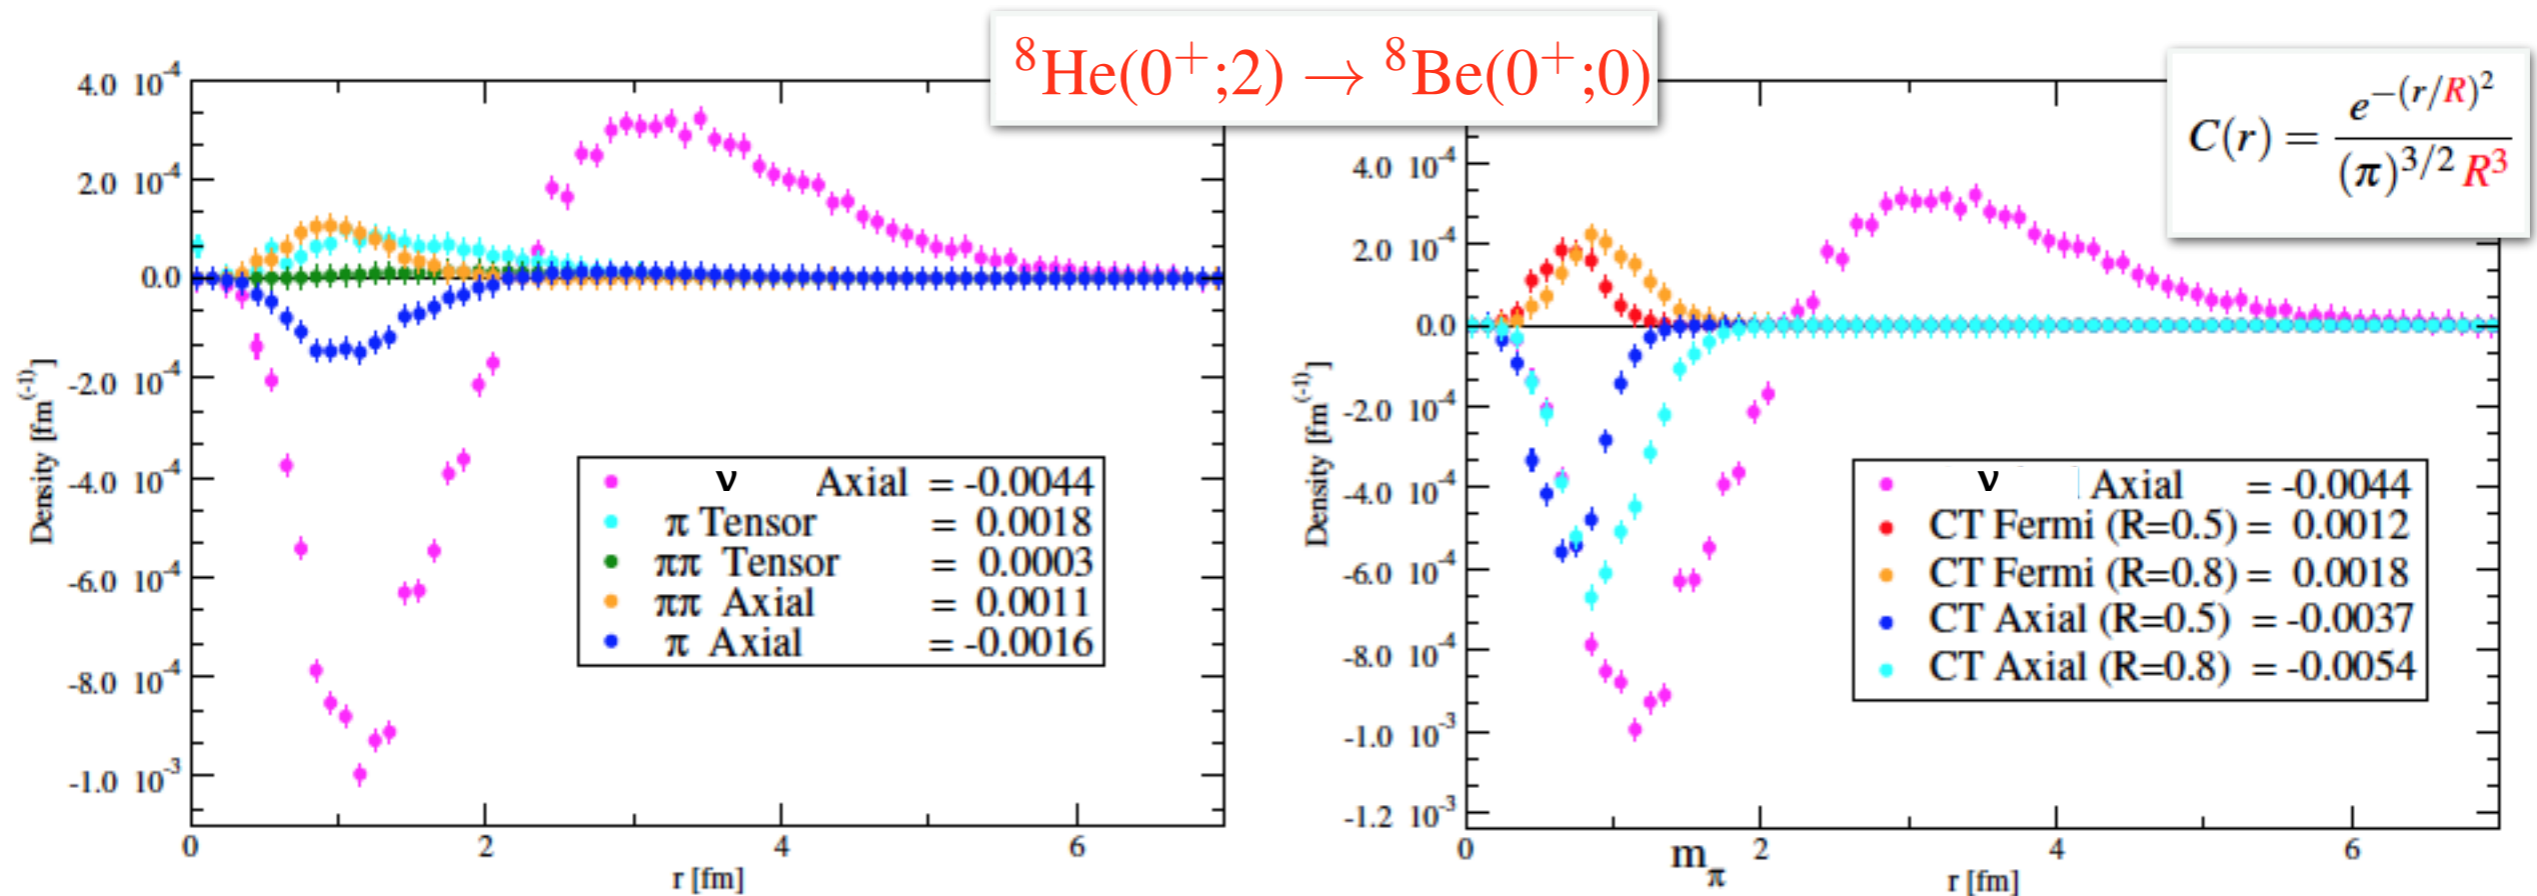 ⁸He(0⁺;2) → ⁸Be(0⁺;0)
C(r) = e^{-(r/R)^2} / (π)^{3/2} R^3
4.0 10^-4
2.0 10^-4
0.0
-2.0 10^-4
-4.0 10^-4
-6.0 10^-4
-8.0 10^-4
-1.0 10^-3
Density [fm^(-1)]
ν Axial = -0.0044
π Tensor = 0.0018
ππ Tensor = 0.0003
ππ Axial = 0.0011
π Axial = -0.0016
0 2 4 6
r [fm]
4.0 10^-4
2.0 10^-4
0.0
-2.0 10^-4
-4.0 10^-4
-6.0 10^-4
-8.0 10^-4
-1.0 10^-3
-1.2 10^-3
Density [fm^(-1)]
ν Axial = -0.0044
CT Fermi (R=0.5) = 0.0012
CT Fermi (R=0.8) = 0.0018
CT Axial (R=0.5) = -0.0037
CT Axial (R=0.8) = -0.0054
0 2 4 6
m_π
r [fm]